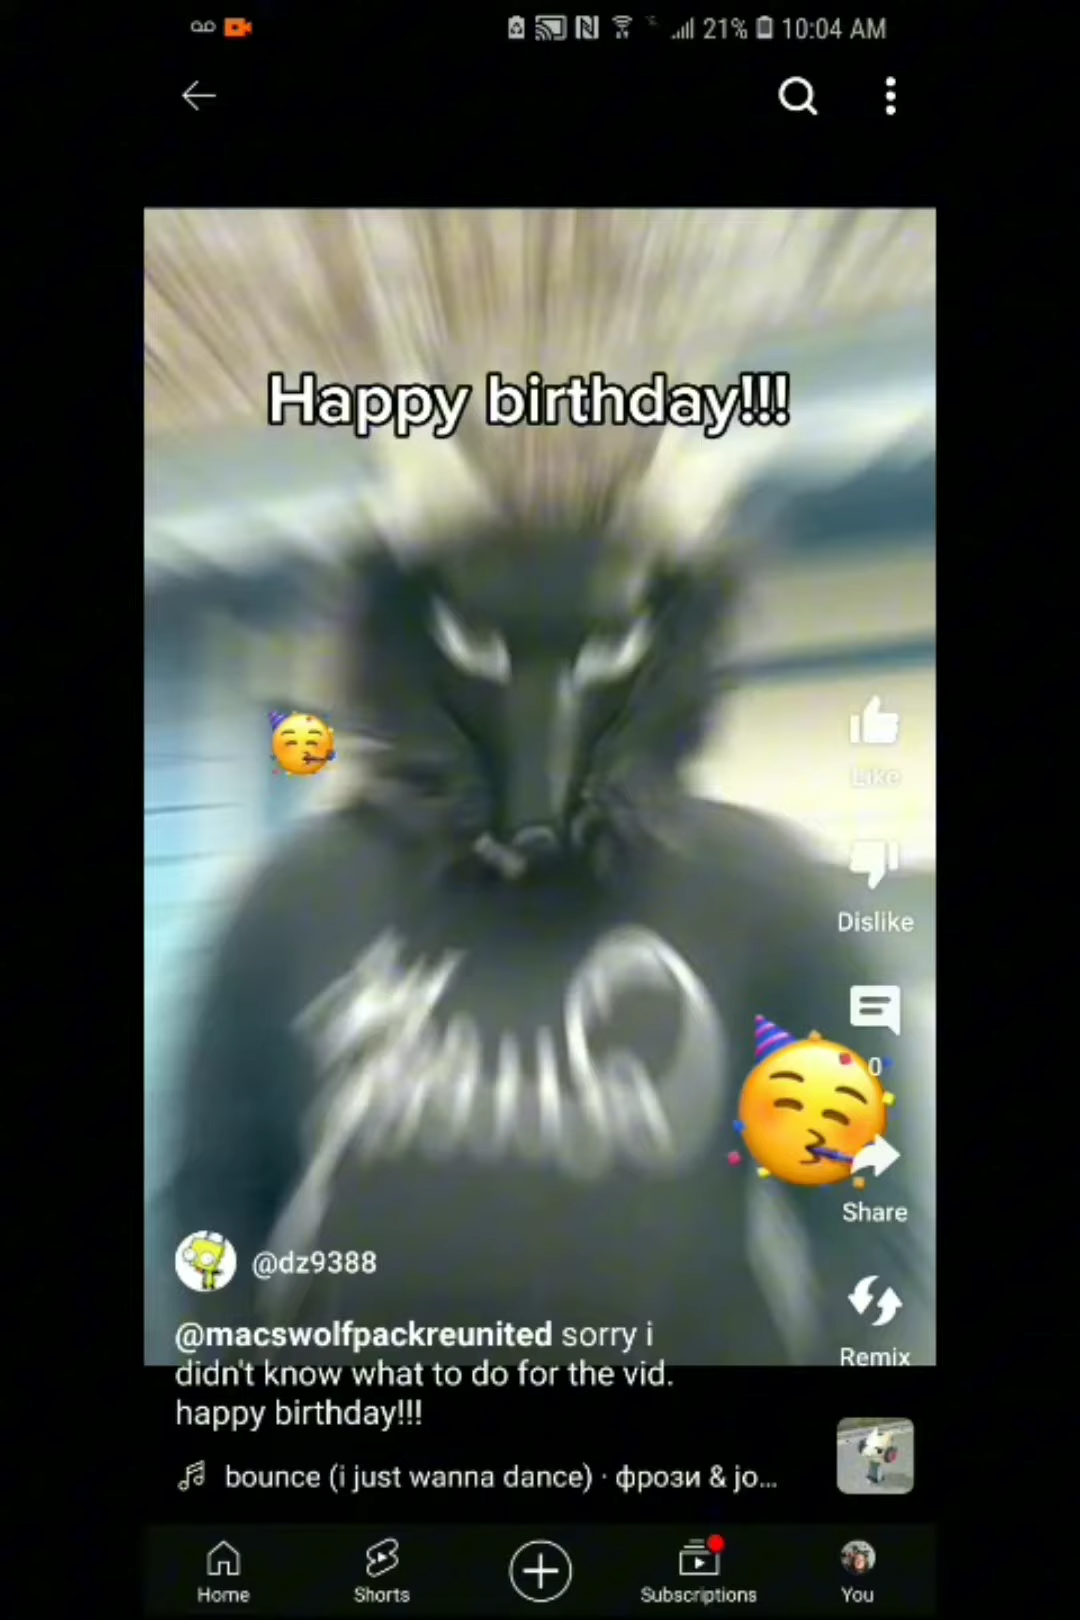 21% 10:04 AM
Happy birthday!!!
Like
Dislike
0
Share
@dz9388
@macswolfpackreunited sorry i
didn't know what to do for the vid.
happy birthday!!!
Remix
bounce (i just wanna dance) · фрози & jo...
Home Shorts Subscriptions You